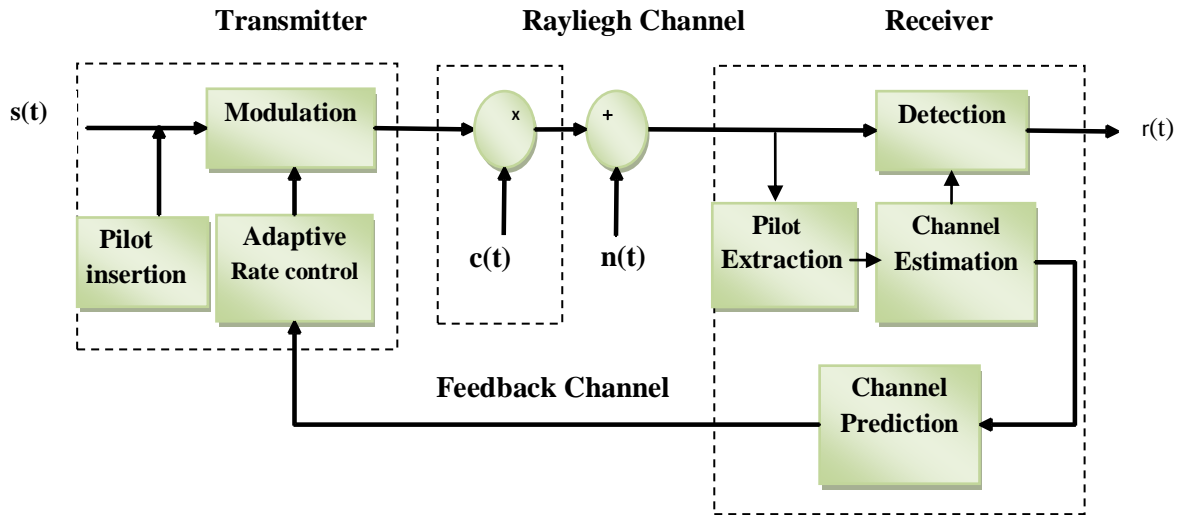 Transmitter
Rayliegh Channel
Receiver
s(t)
Modulation
x
+
Detection
r(t)
Pilot
insertion
Adaptive
Rate control
c(t)
n(t)
Pilot
Extraction
Channel
Estimation
Feedback Channel
Channel
Prediction